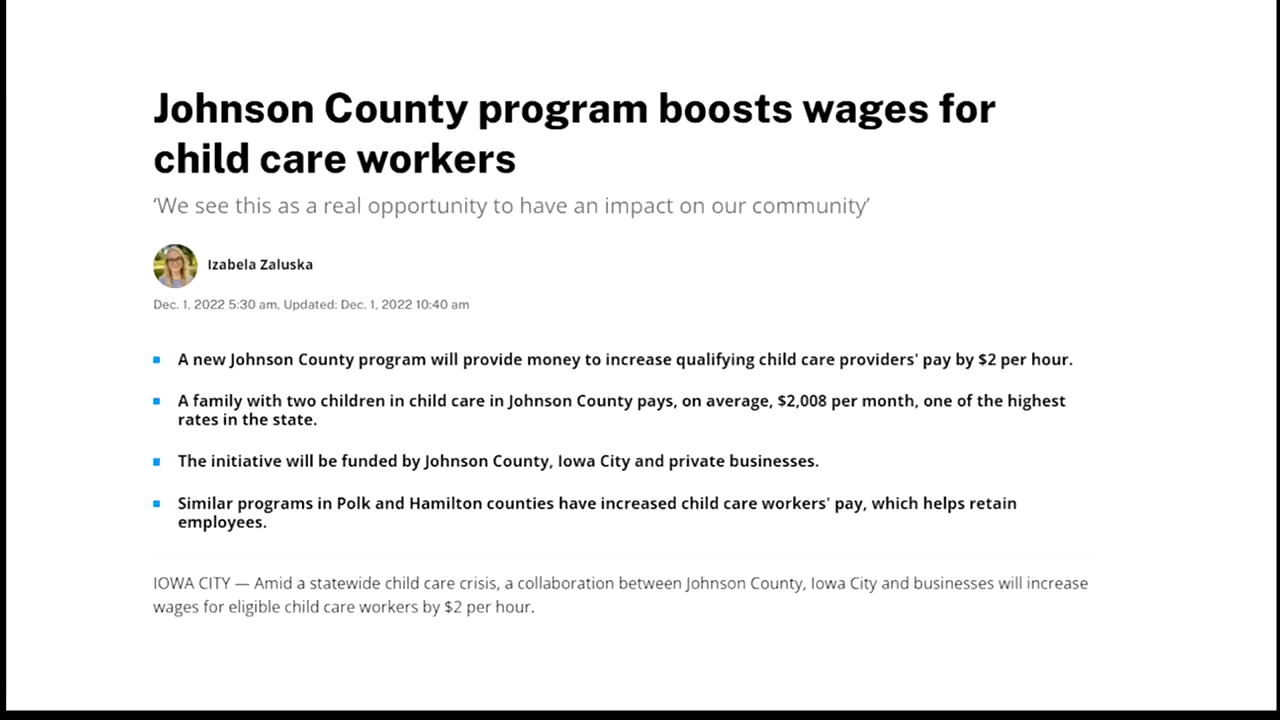 Johnson County program boosts wages for
child care workers
‘We see this as a real opportunity to have an impact on our community’
Izabela Zaluska
Dec. 1, 2022 5:30 am, Updated: Dec. 1, 2022 10:40 am
A new Johnson County program will provide money to increase qualifying child care providers' pay by $2 per hour.
A family with two children in child care in Johnson County pays, on average, $2,008 per month, one of the highest
rates in the state.
The initiative will be funded by Johnson County, Iowa City and private businesses.
Similar programs in Polk and Hamilton counties have increased child care workers' pay, which helps retain
employees.
IOWA CITY — Amid a statewide child care crisis, a collaboration between Johnson County, Iowa City and businesses will increase
wages for eligible child care workers by $2 per hour.